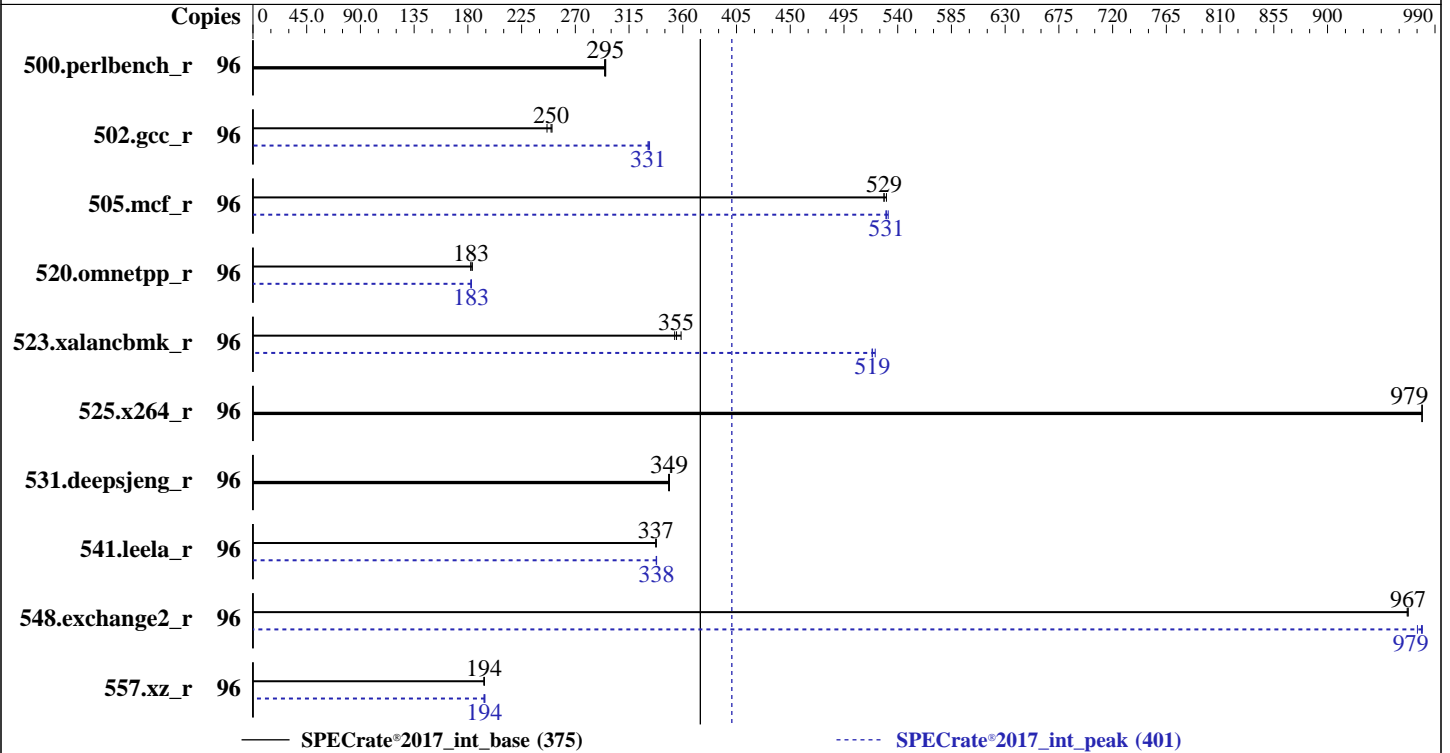 Copies 0 45.0 90.0 135 180 225 270 315 360 405 450 495 540 585 630 675 720 765 810 855 900 990
295
500.perlbench_r 96
250
502.gcc_r 96
331
529
505.mcf_r 96
531
183
520.omnetpp_r 96
183
355
523.xalancbmk_r 96
519
979
525.x264_r 96
349
531.deepsjeng_r 96
337
541.leela_r 96
338
967
548.exchange2_r 96
979
194
557.xz_r 96
194
SPECrate®2017_int_base (375) SPECrate®2017_int_peak (401)